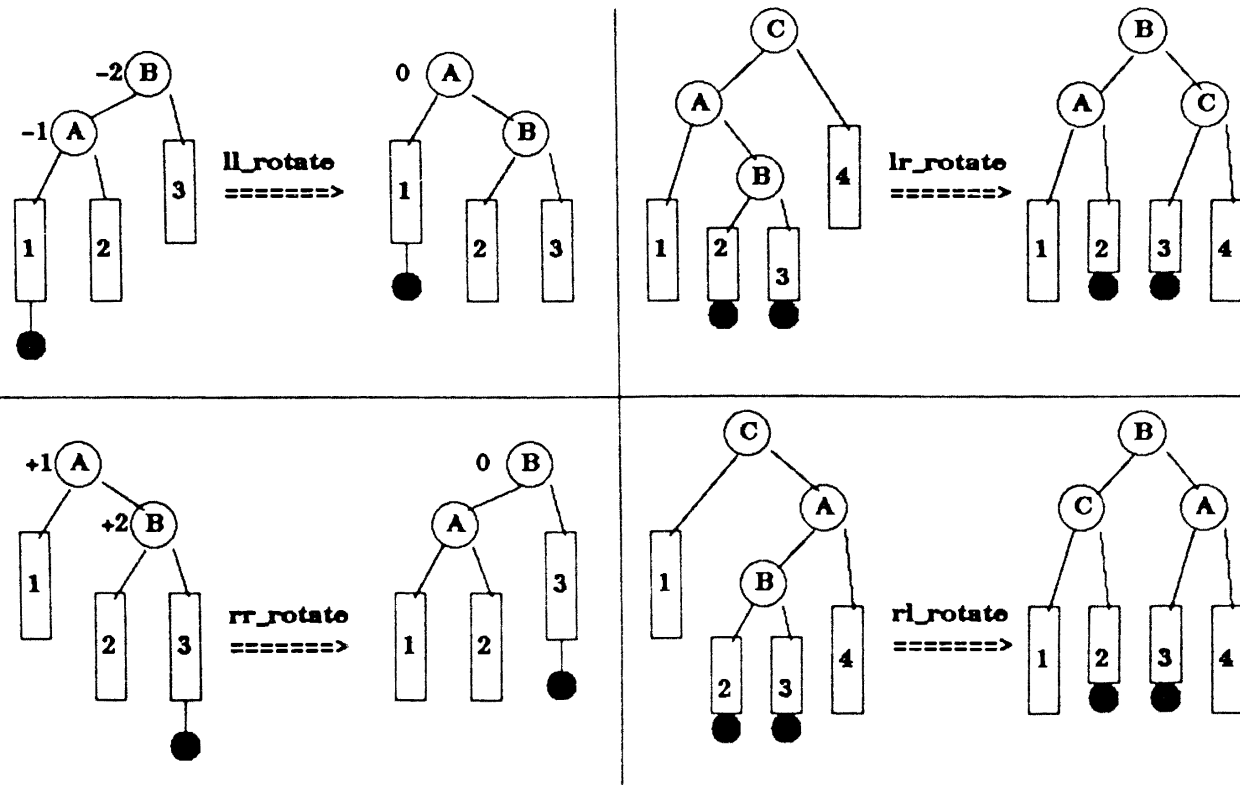 -2 B
-1 A
1 2 3
ll_rotate
=======>
0 A
B
1 2 3
C
A
B
1 2 3 4
lr_rotate
=======>
B
A C
1 2 3 4
+1 A
+2 B
1 2 3
rr_rotate
=======>
0 B
A
1 2 3
C
A
B
1 2 3 4
rl_rotate
=======>
B
C A
1 2 3 4